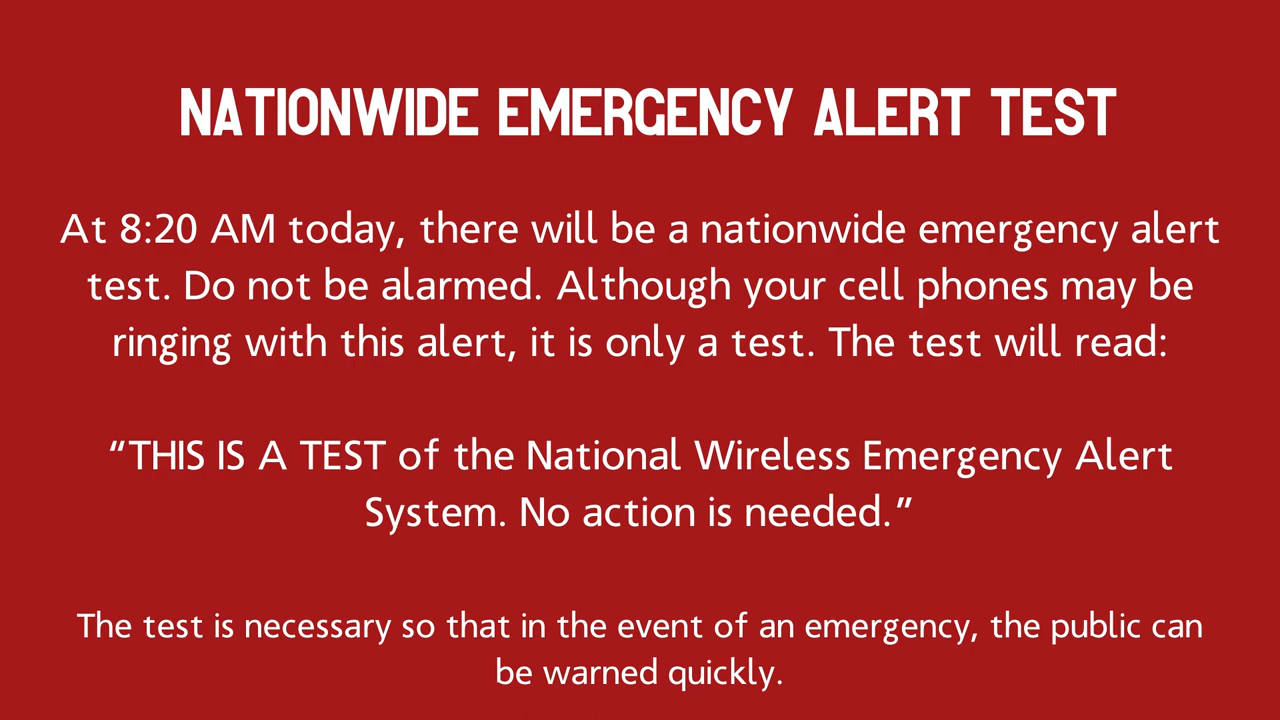 NATIONWIDE EMERGENCY ALERT TEST
At 8:20 AM today, there will be a nationwide emergency alert
test. Do not be alarmed. Although your cell phones may be
ringing with this alert, it is only a test. The test will read:
“THIS IS A TEST of the National Wireless Emergency Alert
System. No action is needed.”
The test is necessary so that in the event of an emergency, the public can
be warned quickly.